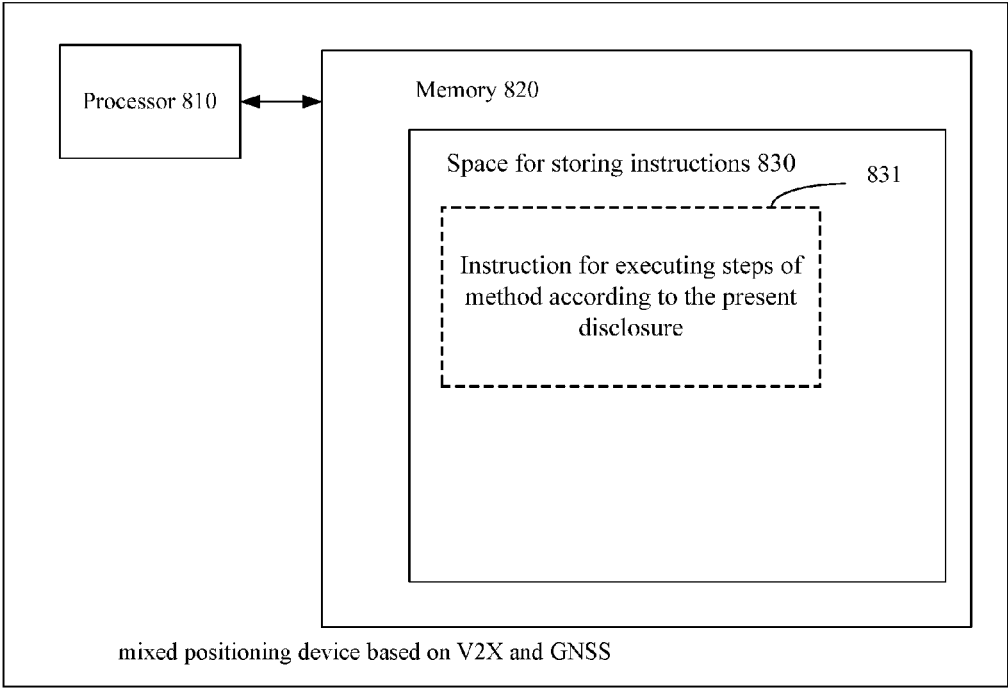 Processor 810
Memory 820
Space for storing instructions 830
831
Instruction for executing steps of
method according to the present
disclosure
mixed positioning device based on V2X and GNSS